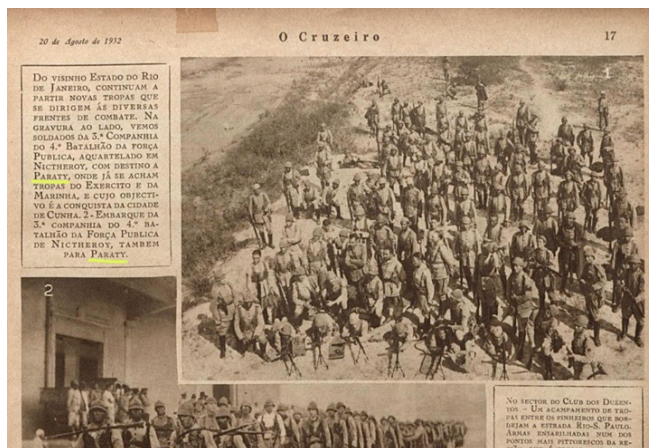 20 de Agosto de 1932
O Cruzeiro
17
Do visinho Estado do Rio
de Janeiro, continuam a
partir novas tropas que
se dirigem ás diversas
frentes de combate. Na
gravura ao lado, vemos
soldados da 3.ª Companhia
do 4.º Batalhão da Força
Publica, aquartelado em
Nictheroy, com destino a
Paraty, onde já se acham
tropas do Exercito e da
Marinha, e cujo objecti-
vo é a conquista da cidade
de Cunha. 2 - Embarque da
3.ª companhia do 4.º ba-
talhão da Força Publica
de Nictheroy, tambem
para Paraty.
1
2
No sector do Club dos Duzen-
tos - Um acampamento de tro-
pas entre os pinheiros que bor-
dejam a estrada Rio-S. Paulo.
Armas ensarilhadas num dos
pontos mais pittorescos da re-